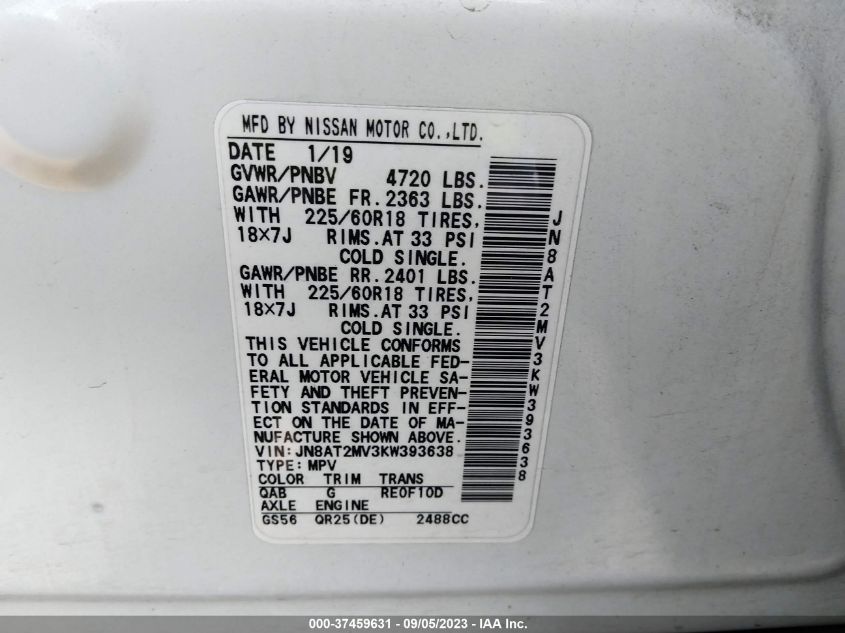 MFD BY NISSAN MOTOR CO.,LTD.
DATE 1/19
GVWR/PNBV 4720 LBS.
GAWR/PNBE FR. 2363 LBS.
WITH 225/60R18 TIRES,
18×7J RIMS.AT 33 PSI
COLD SINGLE.
GAWR/PNBE RR. 2401 LBS.
WITH 225/60R18 TIRES,
18×7J RIMS.AT 33 PSI
COLD SINGLE.
THIS VEHICLE CONFORMS
TO ALL APPLICABLE FED-
ERAL MOTOR VEHICLE SA-
FETY AND THEFT PREVEN-
TION STANDARDS IN EFF-
ECT ON THE DATE OF MA-
NUFACTURE SHOWN ABOVE.
VIN:JN8AT2MV3KW393638
TYPE:MPV
COLOR TRIM TRANS
QAB G RE0F10D
AXLE ENGINE
GS56 QR25(DE) 2488CC
JN8AT2MV3KW393638
000-37459631 - 09/05/2023 - IAA Inc.